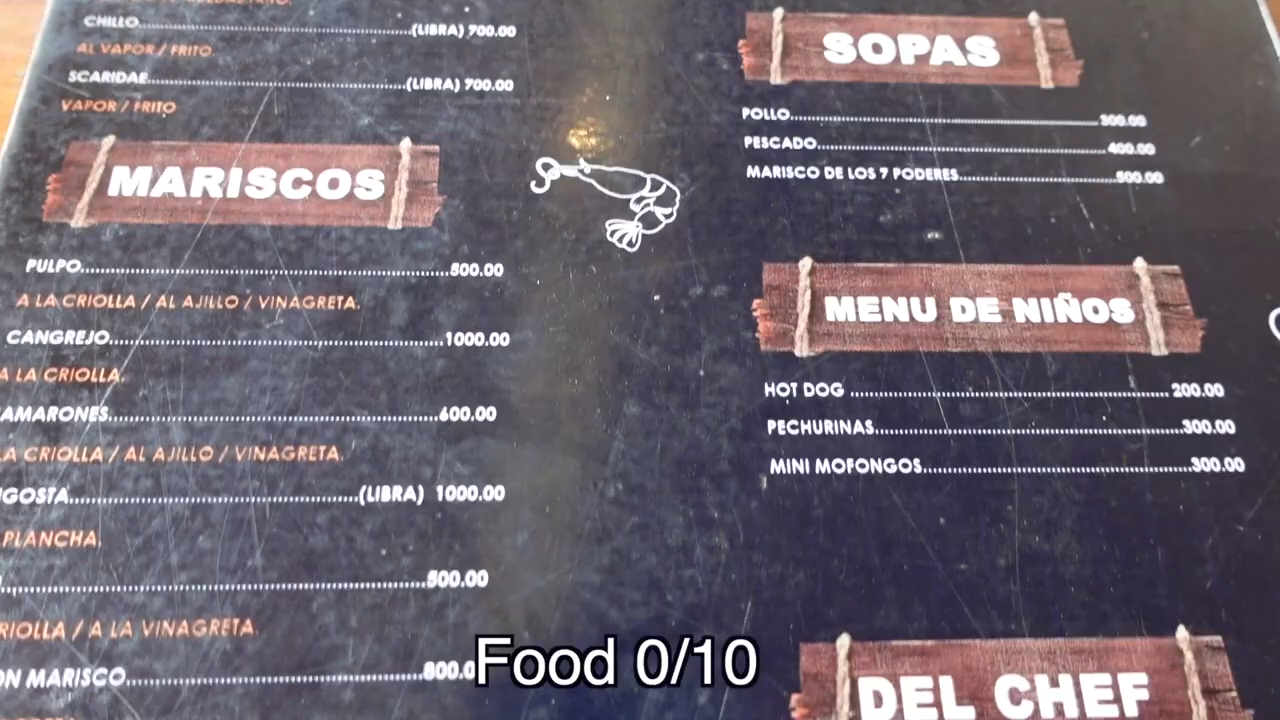 CHILLO (LIBRA) 700.00
AL VAPOR / FRITO.
SCARIDAE (LIBRA) 700.00
VAPOR / FRITO
MARISCOS
PULPO 500.00
A LA CRIOLLA / AL AJILLO / VINAGRETA.
CANGREJO 1000.00
A LA CRIOLLA.
AMARONES 600.00
LA CRIOLLA / AL AJILLO / VINAGRETA.
GOSTA (LIBRA) 1000.00
PLANCHA.
500.00
RIOLLA / A LA VINAGRETA.
ON MARISCO 800.0
SOPAS
POLLO 300.00
PESCADO 400.00
MARISCO DE LOS 7 PODERES 500.00
MENU DE NIÑOS
HOT DOG 200.00
PECHURINAS 300.00
MINI MOFONGOS 300.00
DEL CHEF
Food 0/10